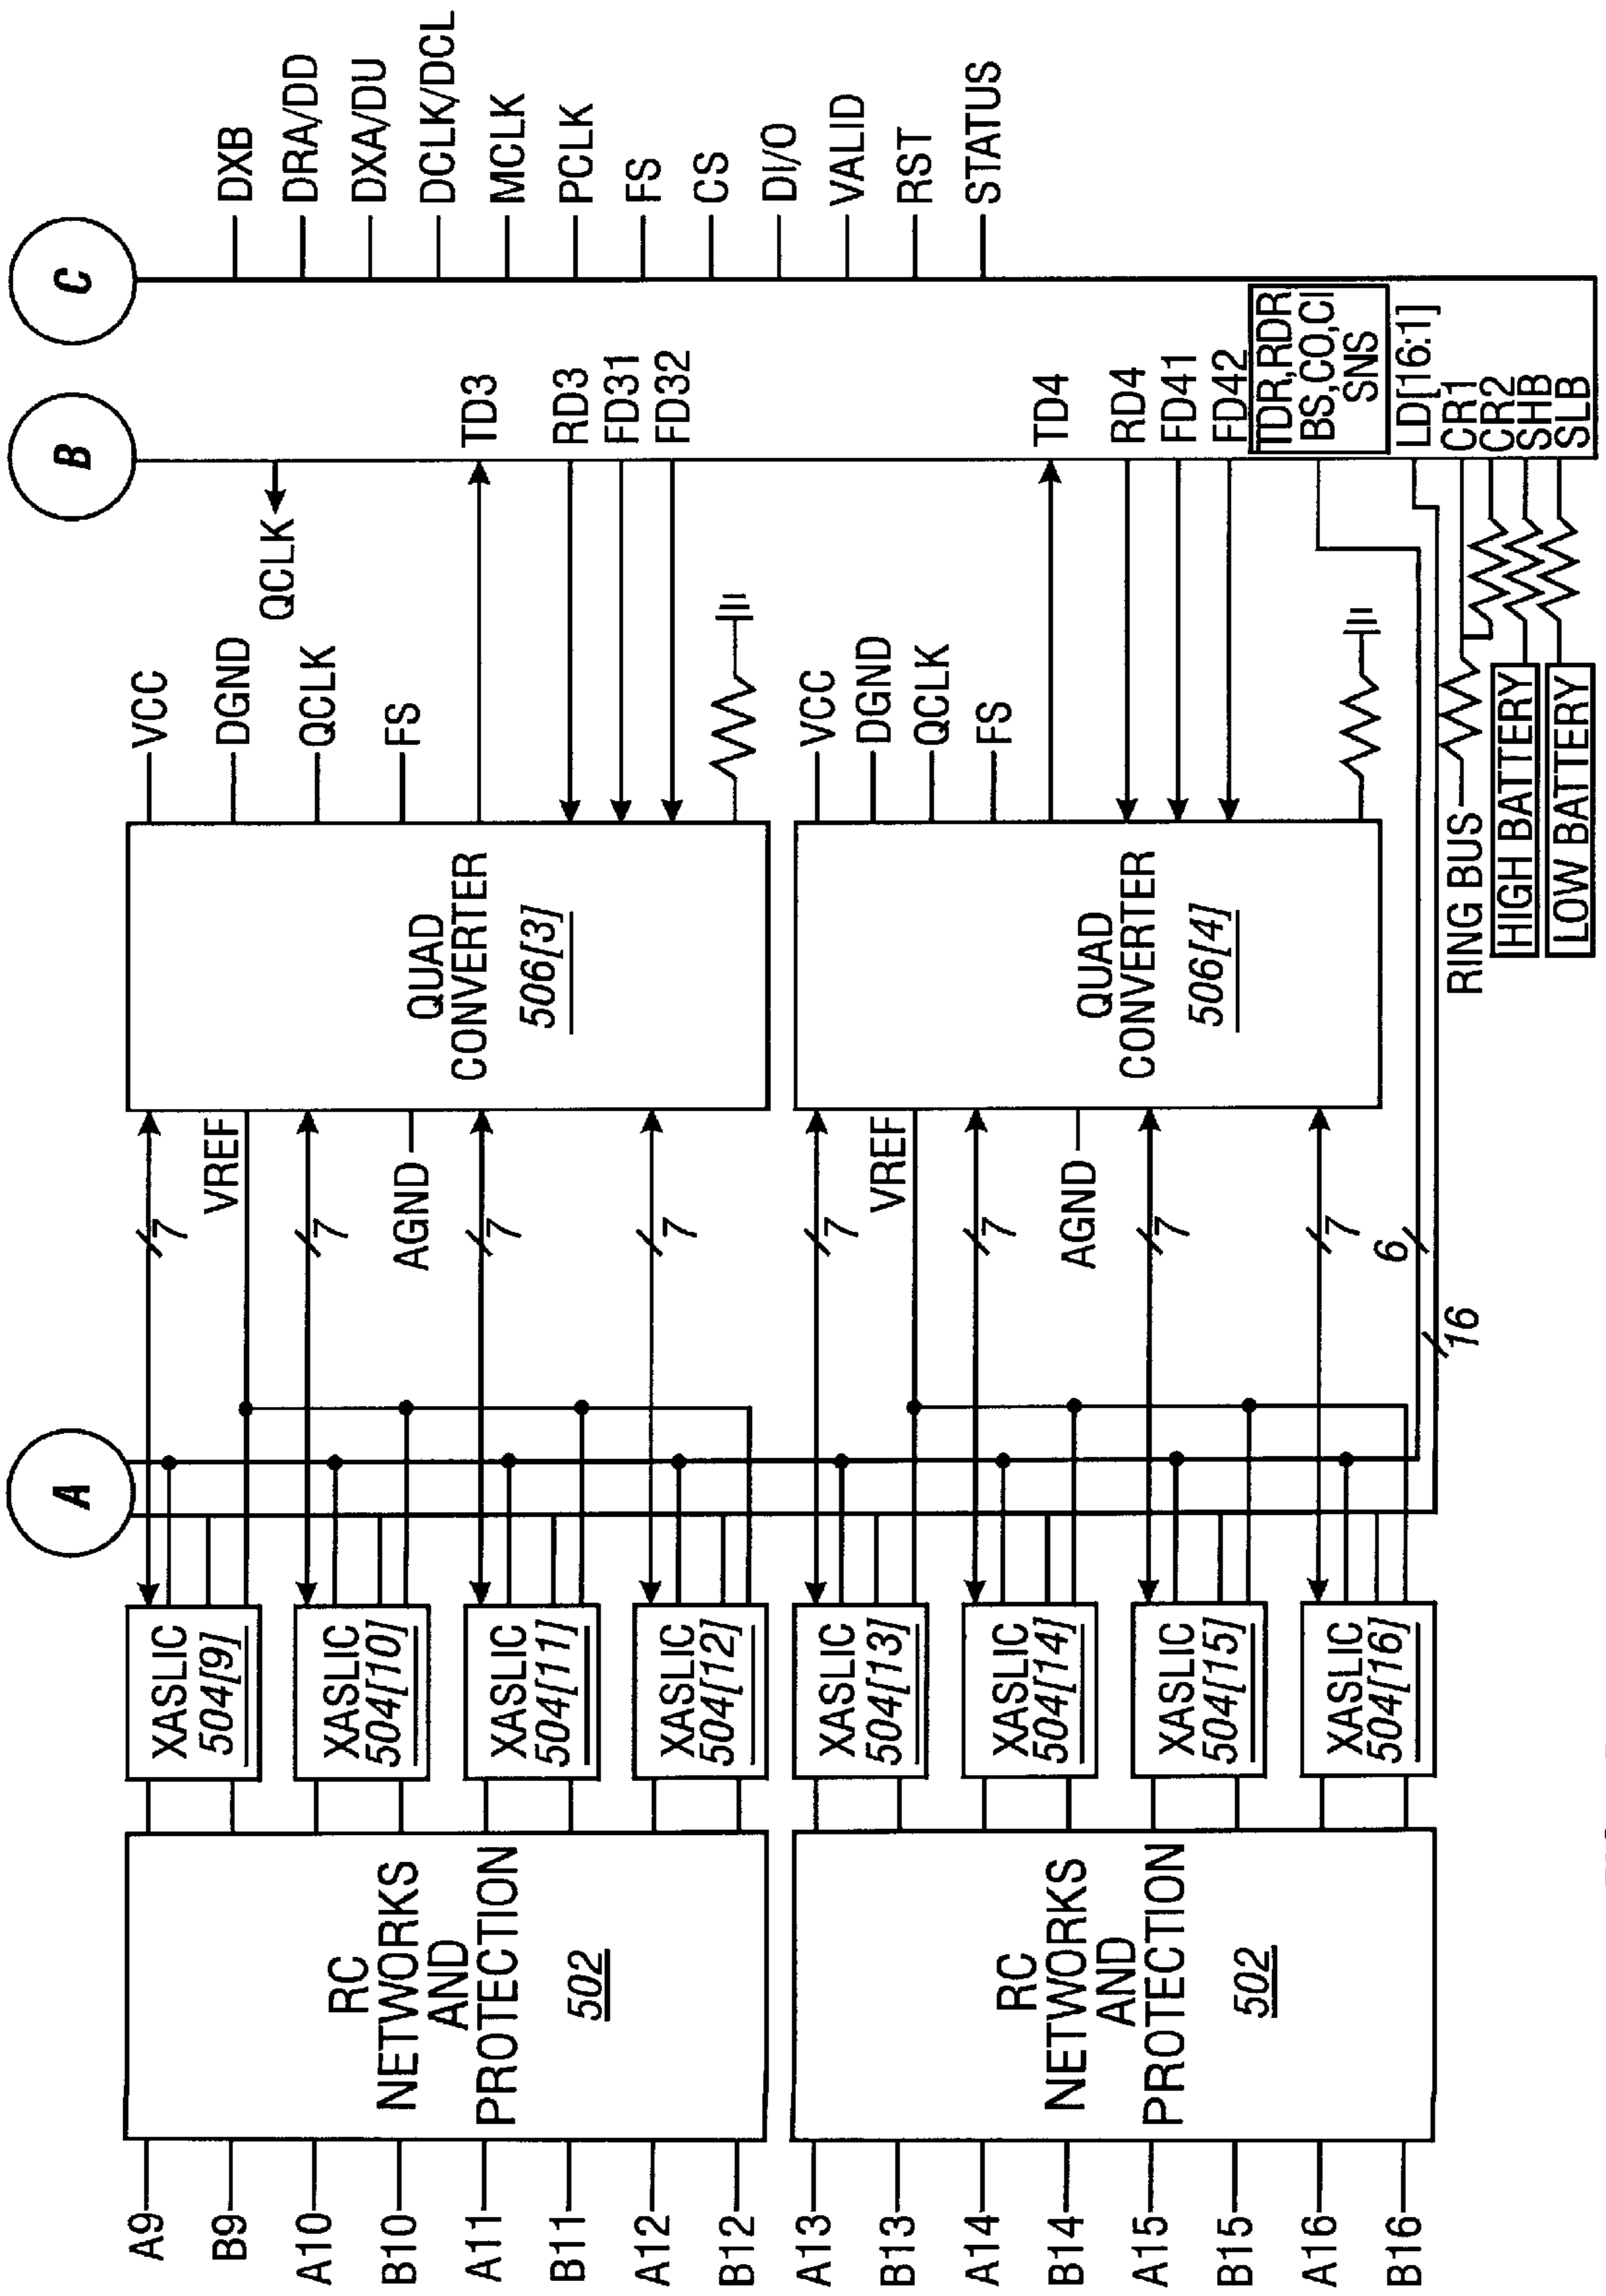 A
B
C
A9
B9
A10
B10
A11
B11
A12
B12
A13
B13
A14
B14
A15
B15
A16
B16
RC
NETWORKS
AND
PROTECTION
502
RC
NETWORKS
AND
PROTECTION
502
XASLIC
504[9]
XASLIC
504[10]
XASLIC
504[11]
XASLIC
504[12]
XASLIC
504[13]
XASLIC
504[14]
XASLIC
504[15]
XASLIC
504[16]
7
VREF
7
AGND
7
7
7
VREF
7
AGND
7
7
6
16
QUAD
CONVERTER
506[3]
QUAD
CONVERTER
506[4]
VCC
DGND
QCLK
FS
VCC
DGND
QCLK
FS
RING BUS
HIGH BATTERY
LOW BATTERY
QCLK
TD3
RD3
FD31
FD32
TD4
RD4
FD41
FD42
TDR,RDR
BS,CO,CI
SNS
LD[16:1]
CR1
CR2
SHB
SLB
DXB
DRA/DD
DXA/DU
DCLK/DCL
MCLK
PCLK
FS
CS
DI/O
VALID
RST
STATUS